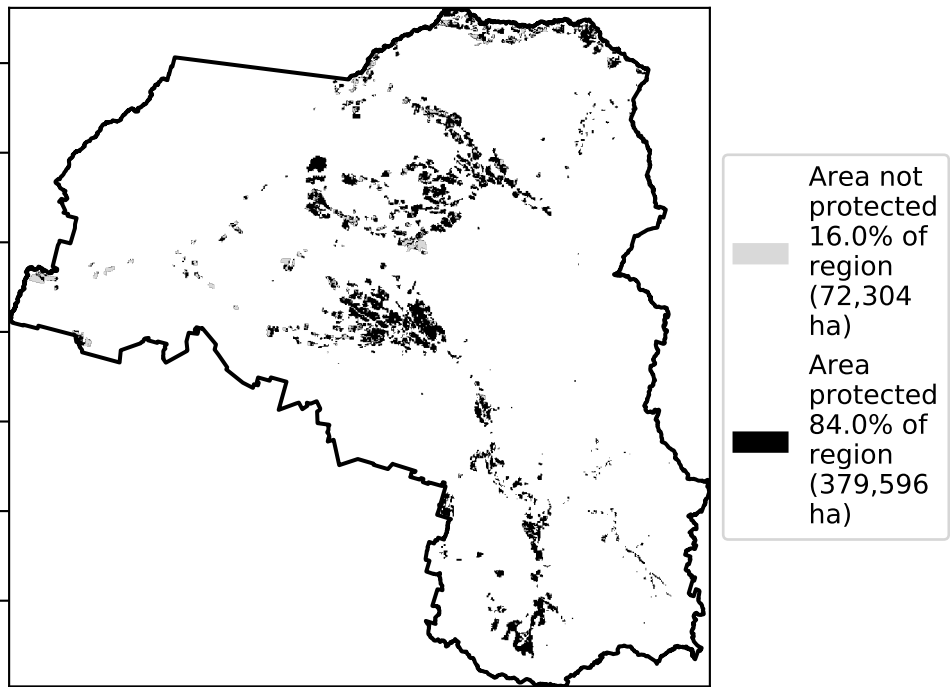 Area not
protected
16.0% of
region
(72,304
ha)
Area
protected
84.0% of
region
(379,596
ha)